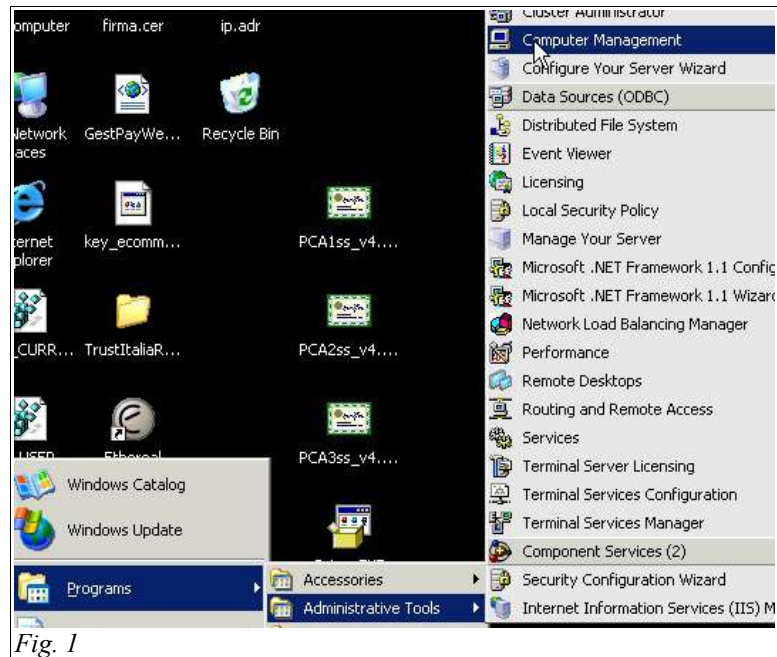 omputer firma.cer ip.adr
Network
aces GestPayWe... Recycle Bin
ternet
plorer key_ecomm... PCA1ss_v4....
_CURR... TrustItaliaR... PCA2ss_v4....
PCA3ss_v4....
Windows Catalog
Windows Update
Programs
Accessories
Administrative Tools
Cluster Administrator
Computer Management
Configure Your Server Wizard
Data Sources (ODBC)
Distributed File System
Event Viewer
Licensing
Local Security Policy
Manage Your Server
Microsoft .NET Framework 1.1 Config
Microsoft .NET Framework 1.1 Wizard
Network Load Balancing Manager
Performance
Remote Desktops
Routing and Remote Access
Services
Terminal Server Licensing
Terminal Services Configuration
Terminal Services Manager
Component Services (2)
Security Configuration Wizard
Internet Information Services (IIS) M
Fig. 1